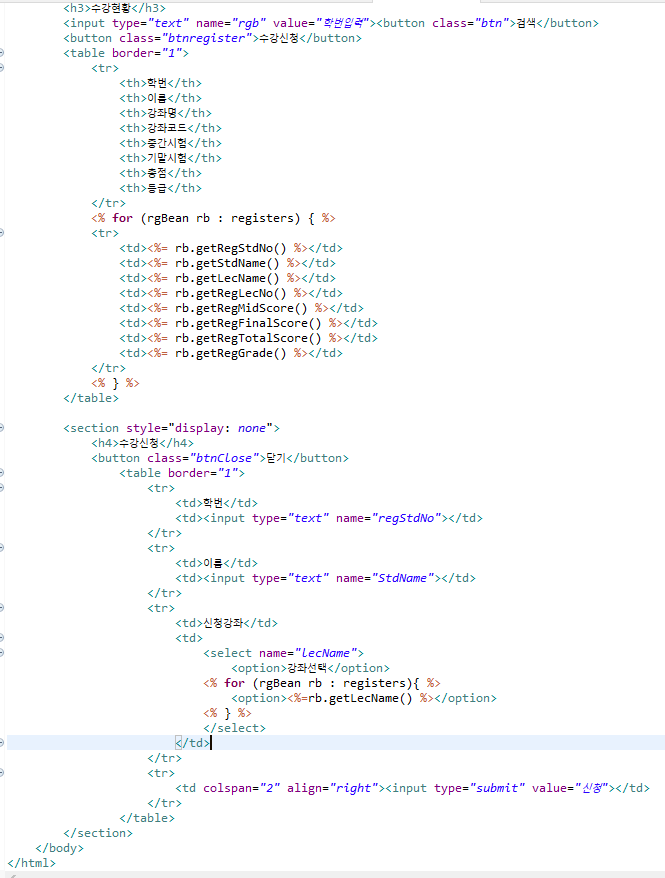 <h3>수강현황</h3>
<input type="text" name="rgb" value="학번입력"><button class="btn">검색</button>
<button class="btnregister">수강신청</button>
<table border="1">
<tr>
<th>학번</th>
<th>이름</th>
<th>강좌명</th>
<th>강좌코드</th>
<th>중간시험</th>
<th>기말시험</th>
<th>총점</th>
<th>등급</th>
</tr>
<% for (rgBean rb : registers) { %>
<tr>
<td><%= rb.getRegStdNo() %></td>
<td><%= rb.getStdName() %></td>
<td><%= rb.getLecName() %></td>
<td><%= rb.getRegLecNo() %></td>
<td><%= rb.getRegMidScore() %></td>
<td><%= rb.getRegFinalScore() %></td>
<td><%= rb.getRegTotalScore() %></td>
<td><%= rb.getRegGrade() %></td>
</tr>
<% } %>
</table>
<section style="display: none">
<h4>수강신청</h4>
<button class="btnClose">닫기</button>
<table border="1">
<tr>
<td>학번</td>
<td><input type="text" name="regStdNo"></td>
</tr>
<tr>
<td>이름</td>
<td><input type="text" name="StdName"></td>
</tr>
<tr>
<td>신청강좌</td>
<td>
<select name="lecName">
<option>강좌선택</option>
<% for (rgBean rb : registers){ %>
<option><%=rb.getLecName() %></option>
<% } %>
</select>
</td>
</tr>
<tr>
<td colspan="2" align="right"><input type="submit" value="신청"></td>
</tr>
</table>
</section>
</body>
</html>